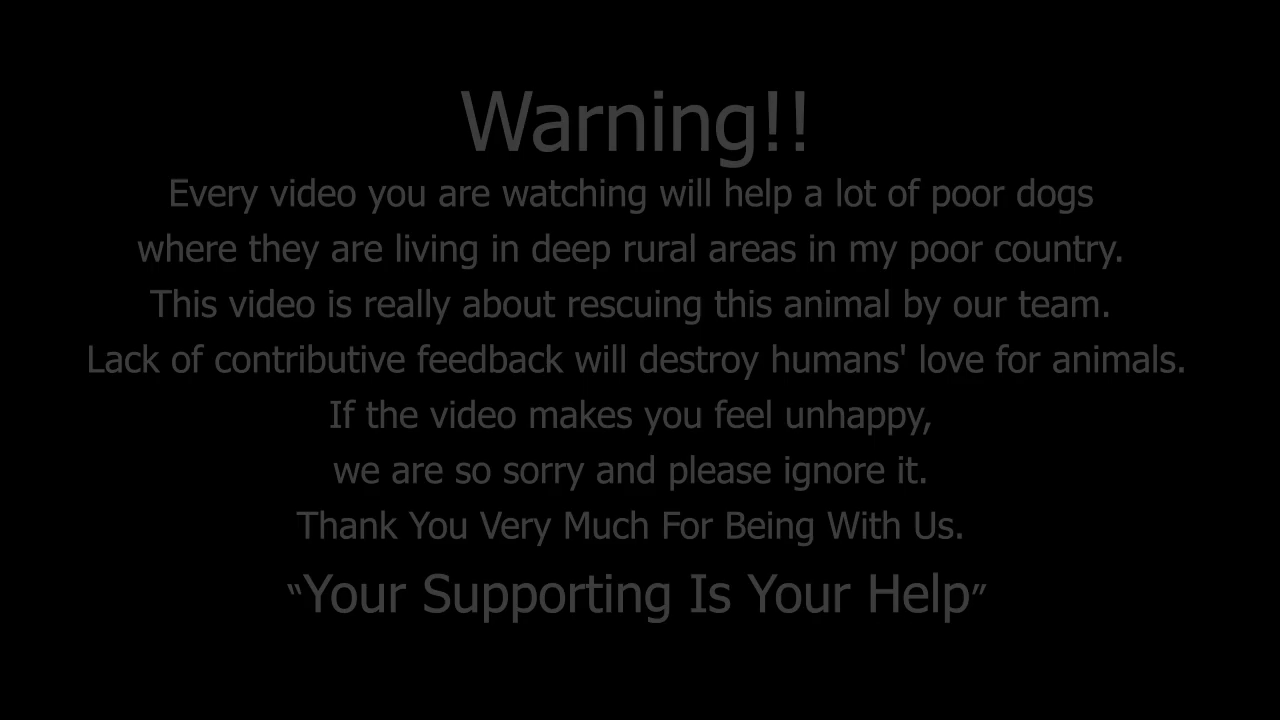 Warning!!
Every video you are watching will help a lot of poor dogs
where they are living in deep rural areas in my poor country.
This video is really about rescuing this animal by our team.
Lack of contributive feedback will destroy humans' love for animals.
If the video makes you feel unhappy,
we are so sorry and please ignore it.
Thank You Very Much For Being With Us.
“Your Supporting Is Your Help”